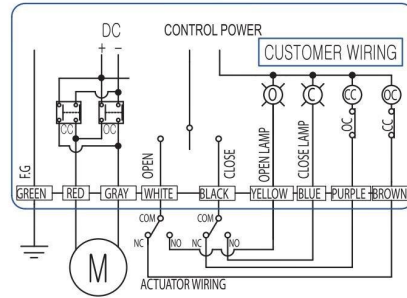 DC
CONTROL POWER
+ −
CUSTOMER WIRING
O
C
CC
OC
CC
OC
OC
CC
F.G
OPEN
CLOSE
OPEN LAMP
CLOSE LAMP
GREEN
RED
GRAY
WHITE
BLACK
YELLOW
BLUE
PURPLE
BROWN
COM
COM
NC
NO
NC
NO
M
ACTUATOR WIRING